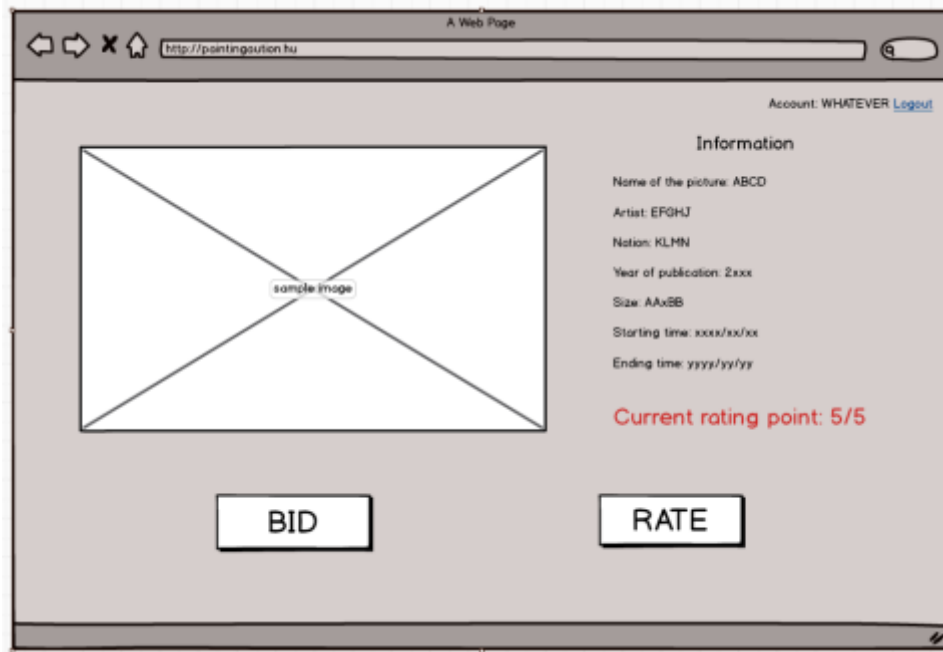 A Web Page
http://paintingaution.hu
Account: WHATEVER Logout
Information
Name of the picture: ABCD
Artist: EFGHJ
Nation: KLMN
Year of publication: 2xxx
Size: AAxBB
Starting time: xxxx/xx/xx
Ending time: yyyy/yy/yy
sample image
Current rating point: 5/5
BID
RATE